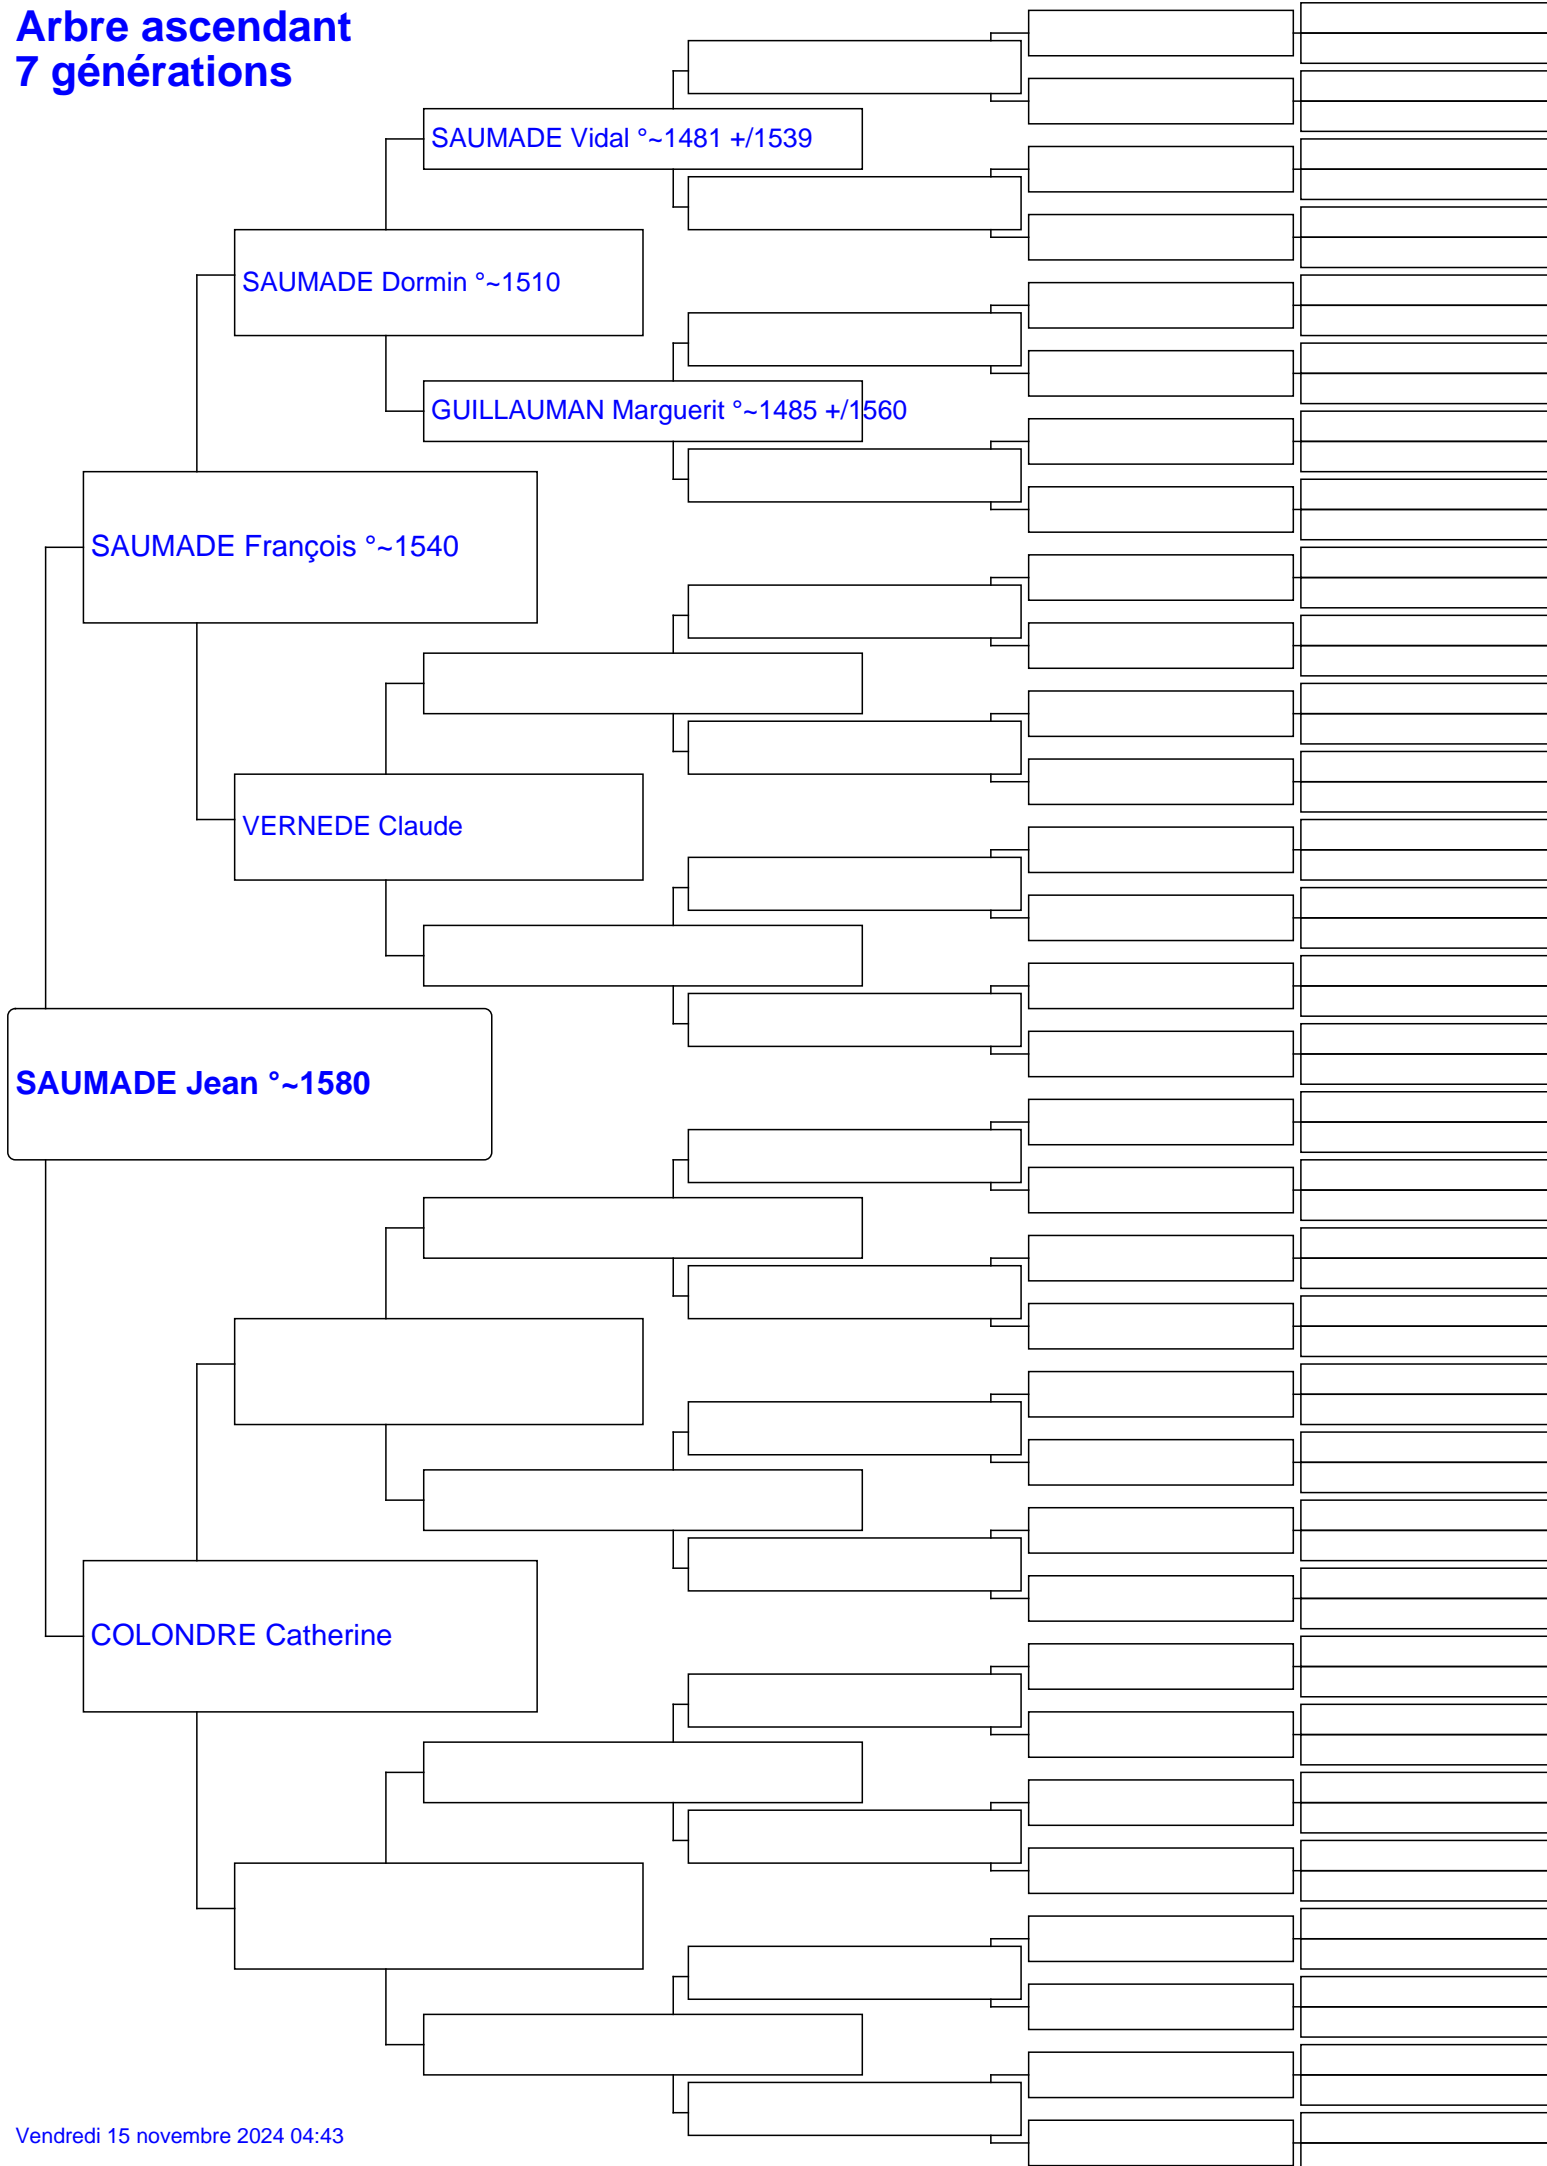 Arbre ascendant
7 générations
SAUMADE Vidal °~1481 +/1539
SAUMADE Dormin °~1510
GUILLAUMAN Marguerit °~1485 +/1560
SAUMADE François °~1540
VERNEDE Claude
SAUMADE Jean °~1580
COLONDRE Catherine
Vendredi 15 novembre 2024 04:43